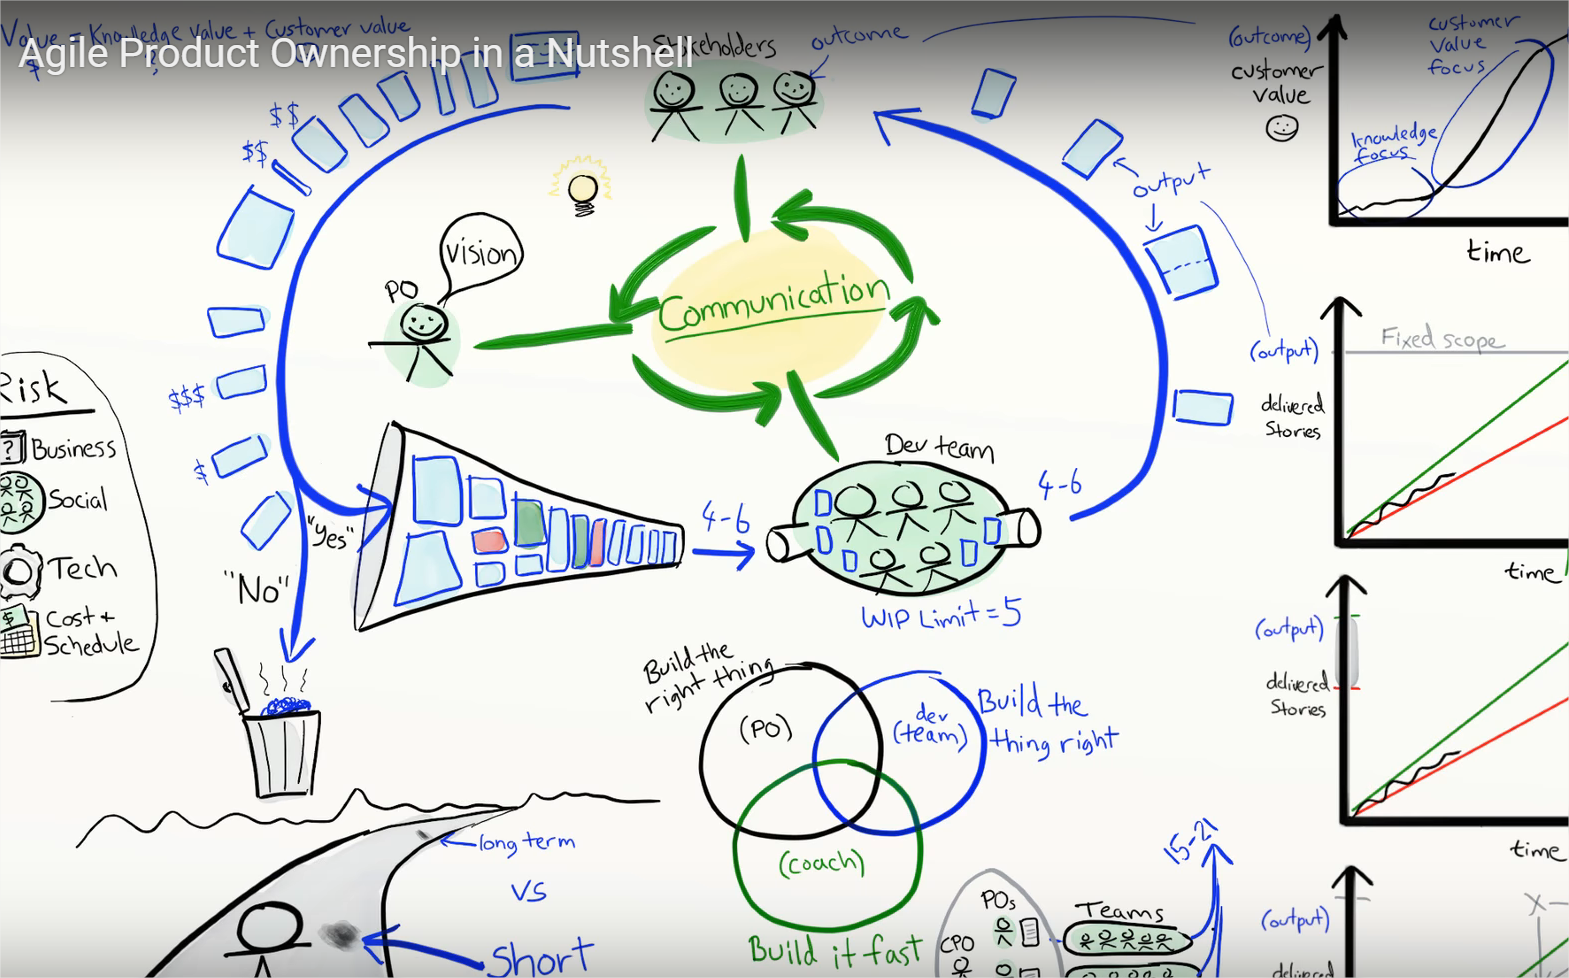 Value = Knowledge value + Customer value
Agile Product Ownership in a Nutshell
$
?
Stakeholders
outcome
$$
$$
$$$
$
PO
vision
Communication
output
Risk
?
Business
Social
Tech
$
Cost +
Schedule
"Yes"
"No"
4-6
Dev team
4-6
WIP Limit = 5
Build the
right thing
(PO)
dev
(team)
Build the
thing right
(coach)
Build it fast
long term
vs
Short
POs
CPO
Teams
15-21
(outcome)
customer
value
customer
value
focus
knowledge
focus
time
Fixed scope
(output)
delivered
Stories
time
(output)
delivered
Stories
time
(output)
delivered
X